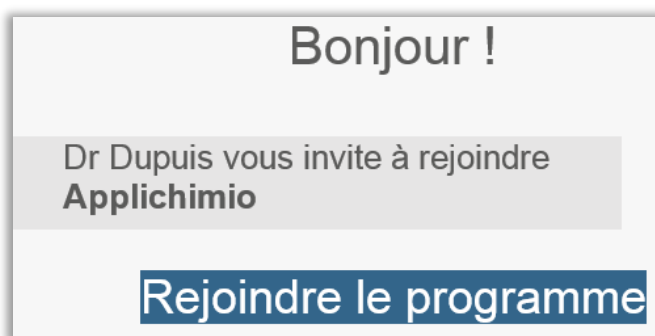 Bonjour !
Dr Dupuis vous invite à rejoindre
Applichimio
Rejoindre le programme